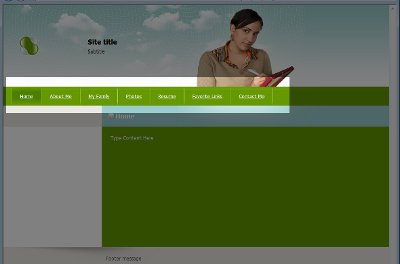 Site title
Subtitle
Home About Me My Family Photos Resume Favorite Links Contact Me
Home
Type Content Here
Footer message